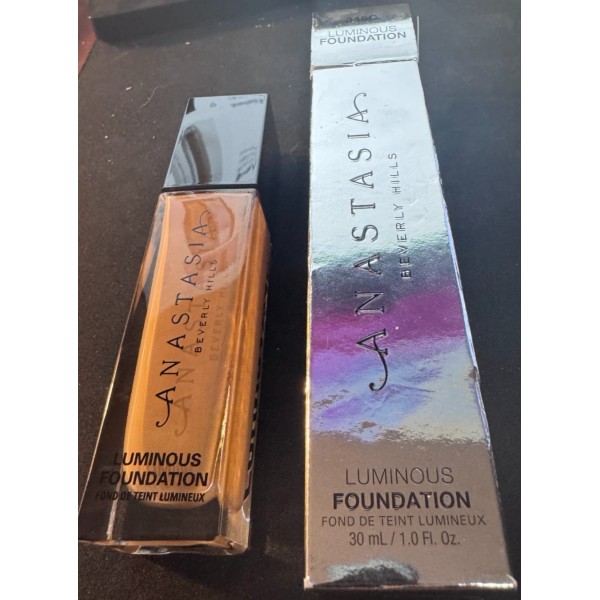 ANASTASIA
BEVERLY HILLS
LUMINOUS
FOUNDATION
FOND DE TEINT LUMINEUX
LUMINOUS
FOUNDATION
ANASTASIA
BEVERLY HILLS
LUMINOUS
FOUNDATION
FOND DE TEINT LUMINEUX
30 mL / 1.0 Fl. Oz.